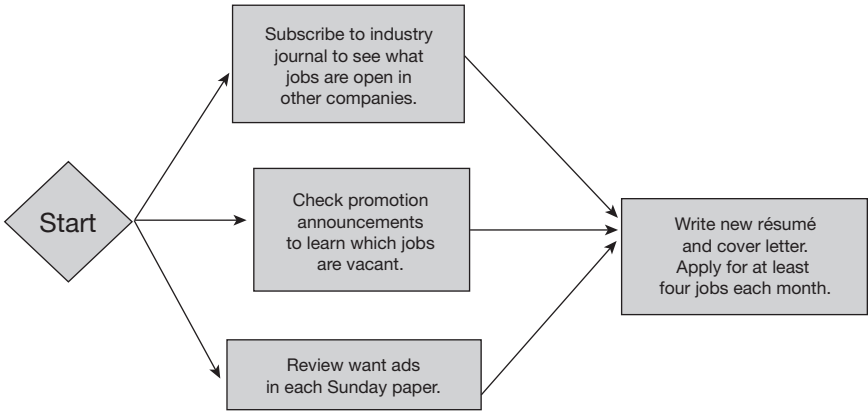 Start
Subscribe to industry
journal to see what
jobs are open in
other companies.
Check promotion
announcements
to learn which jobs
are vacant.
Review want ads
in each Sunday paper.
Write new résumé
and cover letter.
Apply for at least
four jobs each month.